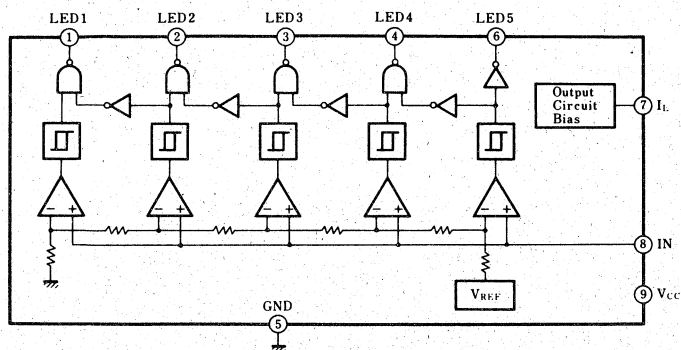 LED1 LED2 LED3 LED4 LED5
1 2 3 4 6
Output
Circuit
Bias
7 IL
- + - + - + - + - +
8 IN
VREF
9 VCC
GND
5